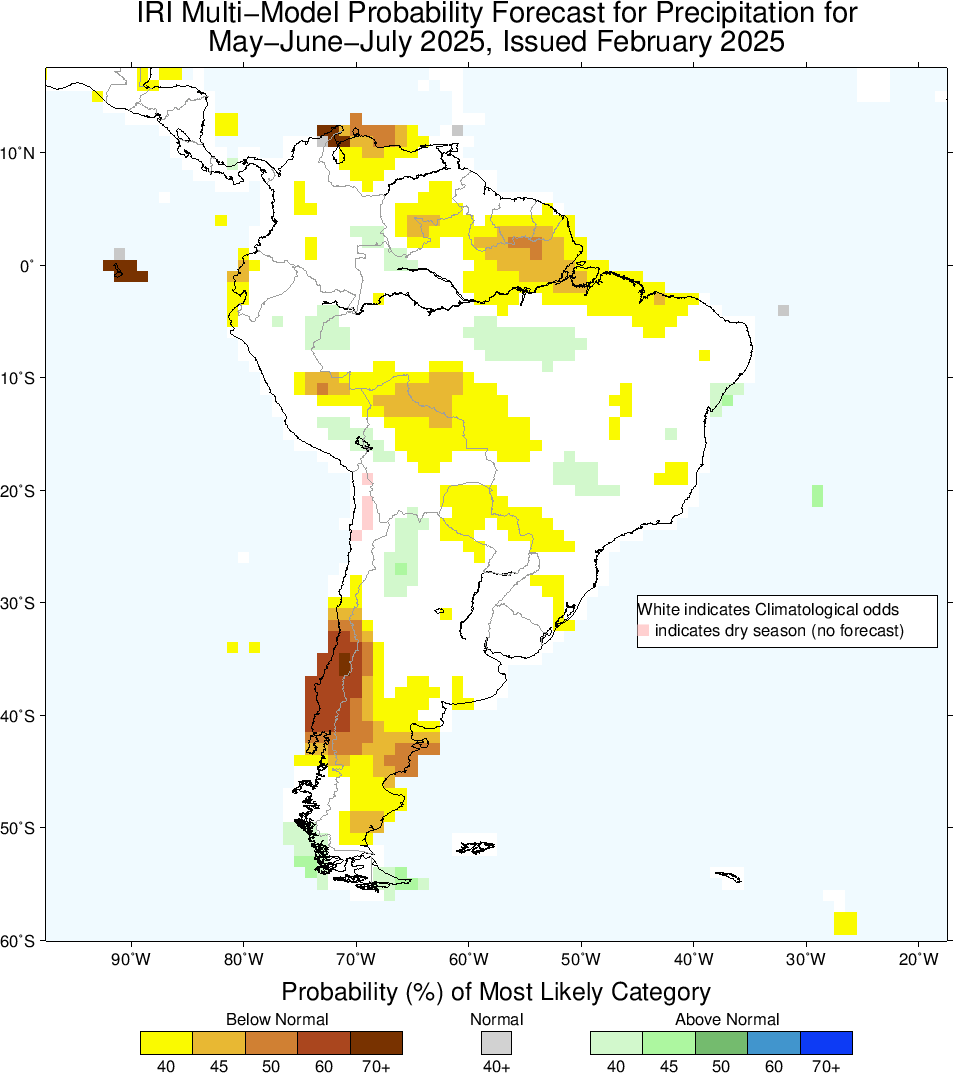 IRI Multi−Model Probability Forecast for Precipitation for
May−June−July 2025, Issued February 2025
10˚N
0˚
10˚S
20˚S
30˚S
40˚S
50˚S
60˚S
White indicates Climatological odds
indicates dry season (no forecast)
90˚W 80˚W 70˚W 60˚W 50˚W 40˚W 30˚W 20˚W
Probability (%) of Most Likely Category
Below Normal Normal Above Normal
40 45 50 60 70+ 40+ 40 45 50 60 70+